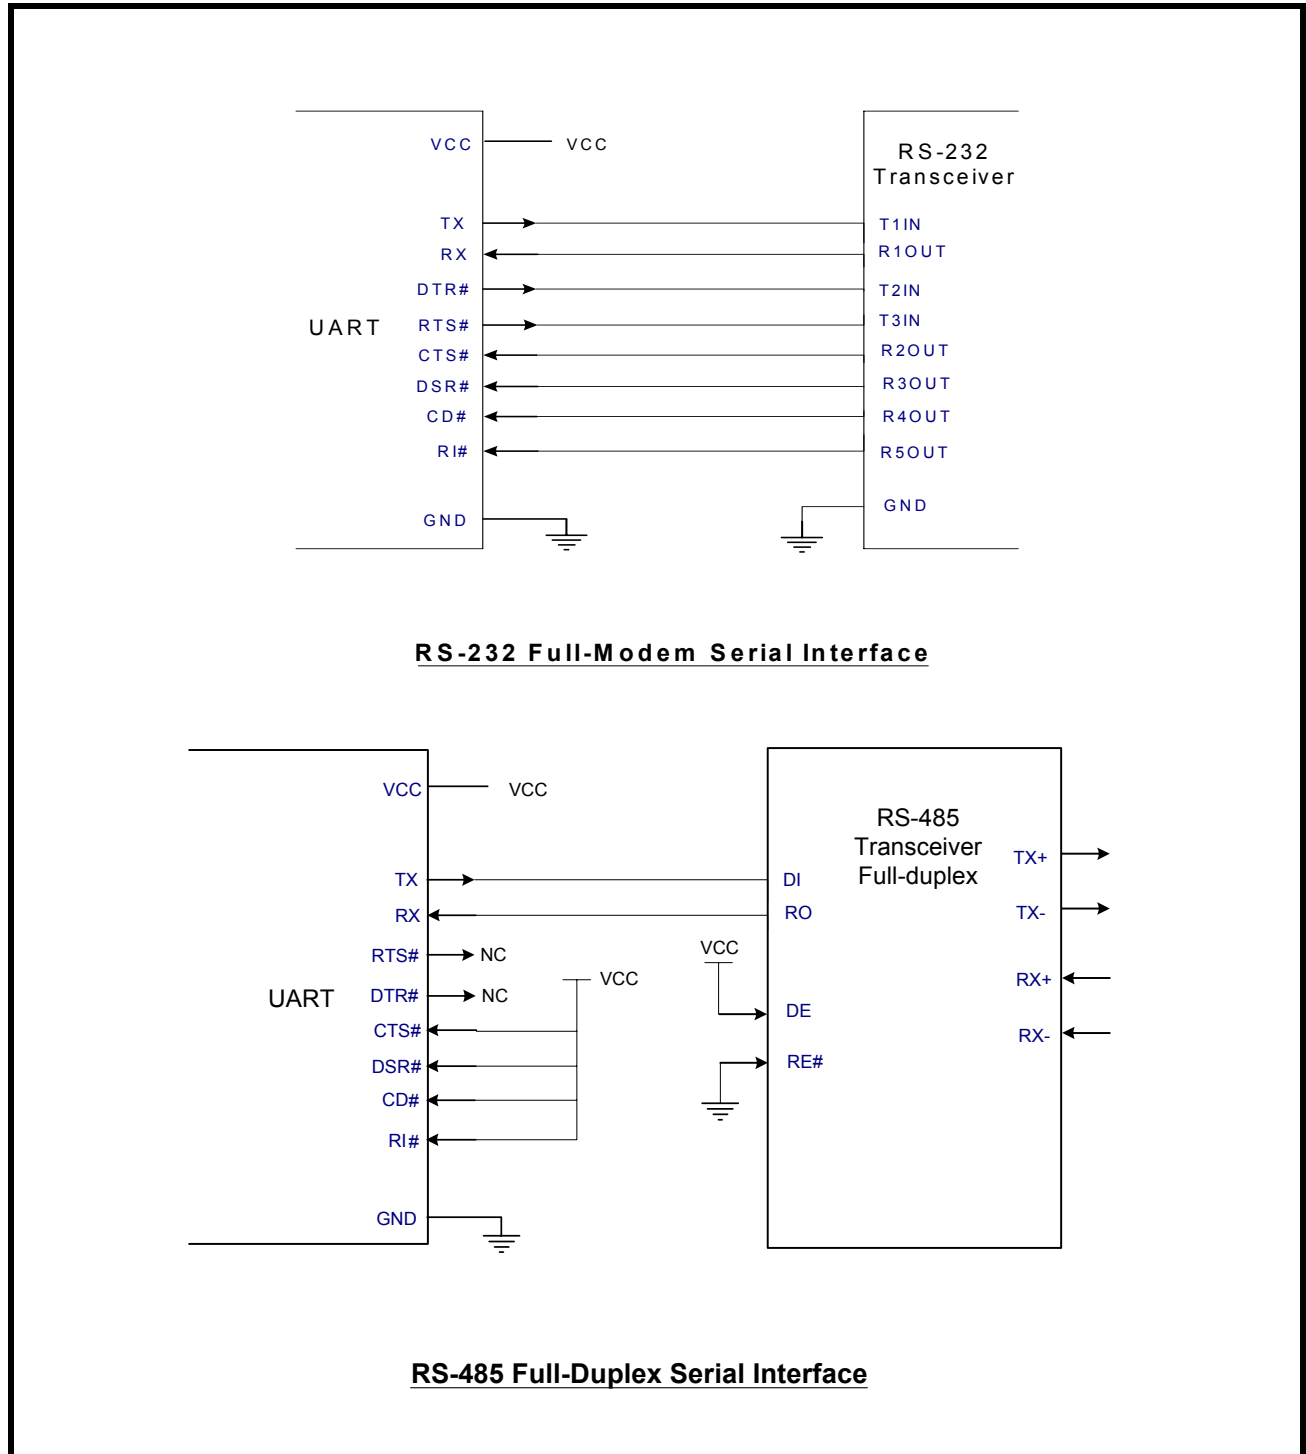 VCC VCC
RS-232
Transceiver
TX T1IN
RX R1OUT
DTR# T2IN
UART RTS# T3IN
CTS# R2OUT
DSR# R3OUT
CD# R4OUT
RI# R5OUT
GND GND
RS-232 Full-Modem Serial Interface
VCC VCC
RS-485
Transceiver
Full-duplex
TX+
TX DI
RX RO
TX-
RTS# NC
VCC
VCC
RX+
UART DTR# NC
DE
CTS#
RX-
DSR#
RE#
CD#
RI#
GND
RS-485 Full-Duplex Serial Interface